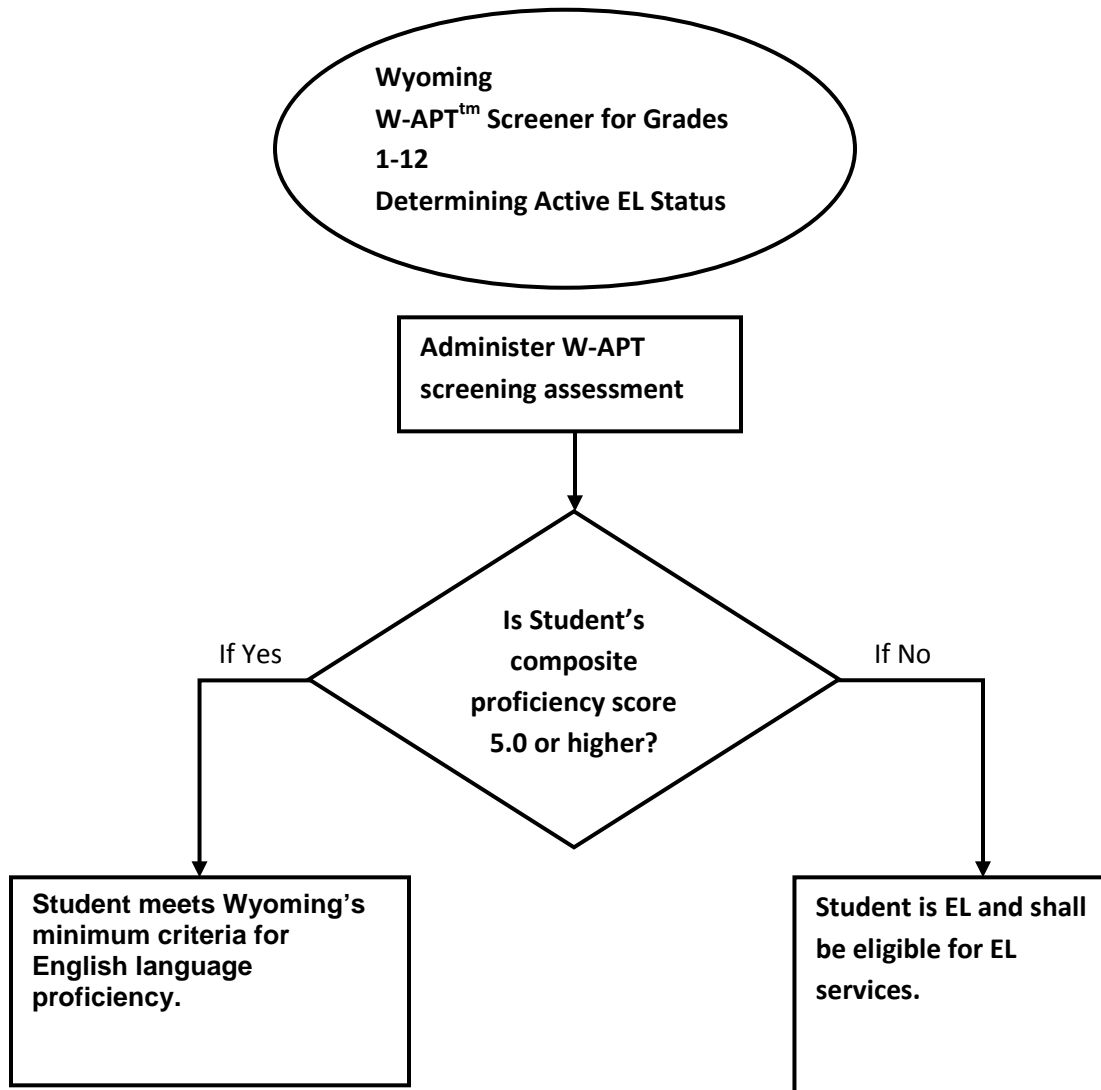 Wyoming
W-APTtm Screener for Grades
1-12
Determining Active EL Status
Administer W-APT
screening assessment
Is Student’s
composite
proficiency score
5.0 or higher?
If Yes
If No
Student meets Wyoming’s
minimum criteria for
English language
proficiency.
Student is EL and shall
be eligible for EL
services.